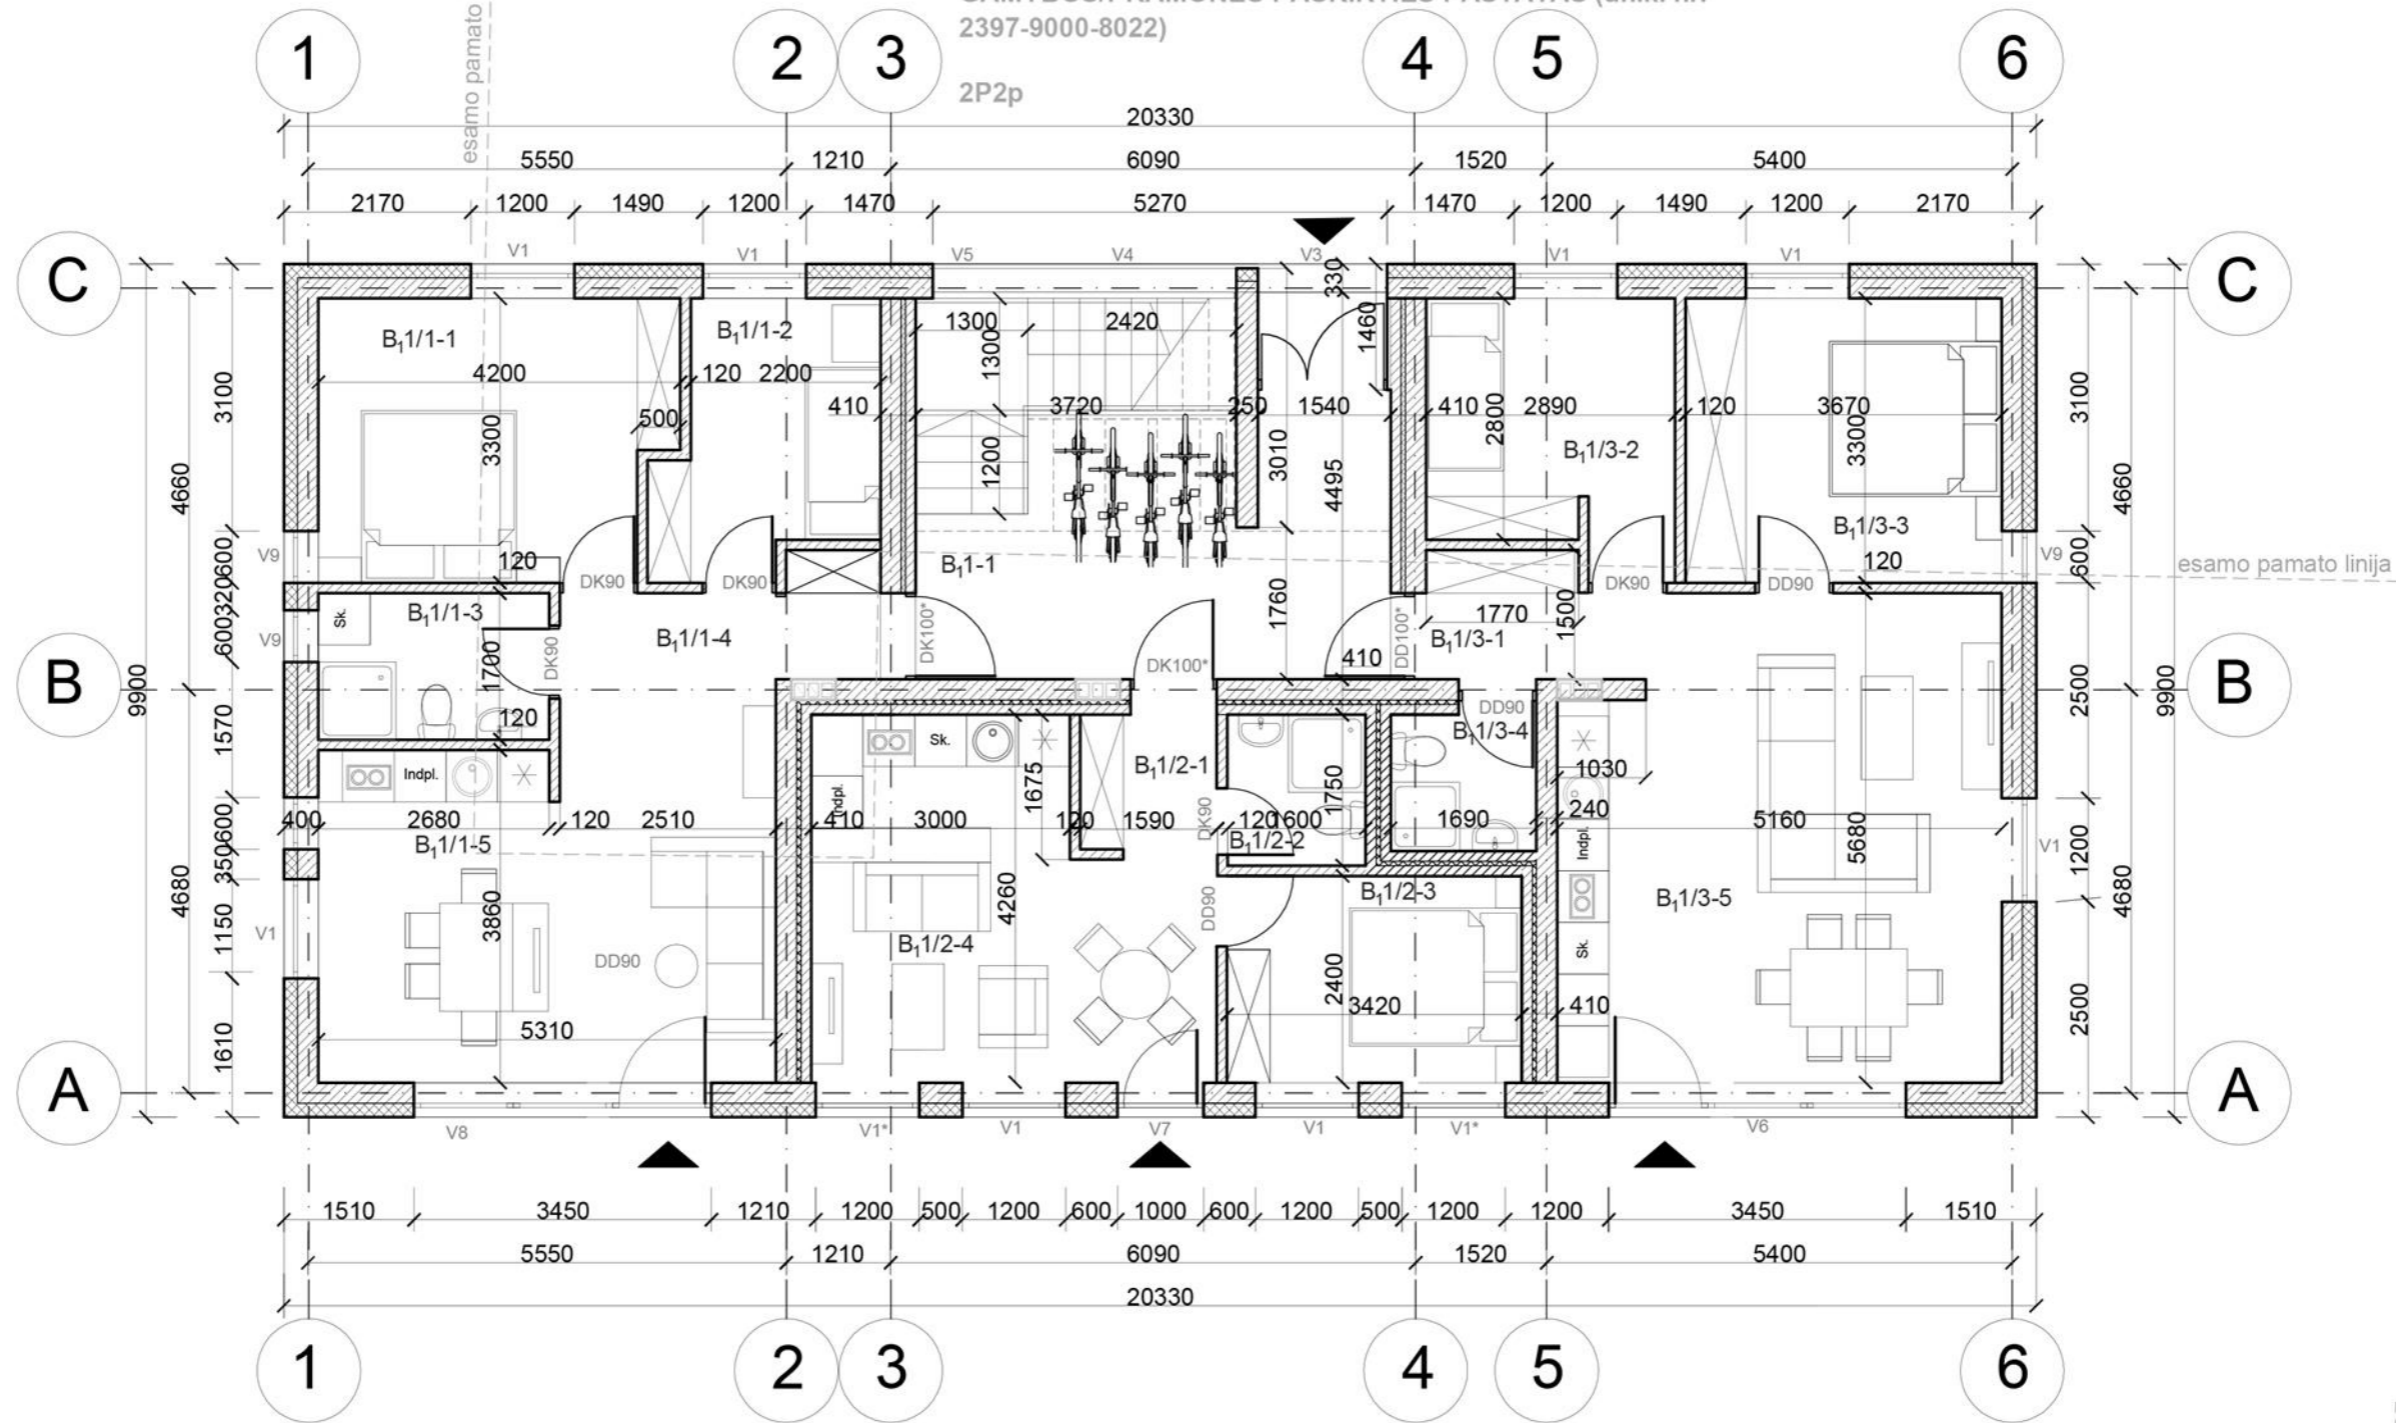 2397-9000-8022)
2P2p
esamo pamato
1 2 3 4 5 6
20330
5550 1210 6090 1520 5400
2170 1200 1490 1200 1470 5270 1470 1200 1490 1200 2170
V1 V1 V5 V4 V3 V1 V1
C C
330
1460
B₁1/1-1 B₁1/1-2
1300 2420
1300
4200 120 2200
3100 3100
410 3720 250 1540 410 2890 120 3670
500
3300 2800 3300
B₁1/3-2
1200 3010 4495
4660 4660
B₁1/3-3
V9 600 120 DK90 DK90 B₁1-1 DK90 DD90 120 600 V9
esamo pamato linija
320
Sk. B₁1/1-3 B₁1/1-4 DK100* 1760 DD100* 1770 1500 B₁1/3-1
V9 600
1700 DK90 DK100* 410
B B
9900 9900
120 DD90 B₁1/3-4
2500
1570
Indpl. Sk. B₁1/2-1
Indpl. 1675 1750 1030
400 2680 120 2510 410 3000 120 1590 DK90 120 1600 1690 240 5160
600 B₁1/1-5 B₁1/2-2 Indpl. 5680 1200 V1
350
4680 4680
3860 4260 DD90 B₁1/2-3 B₁1/3-5
V1 1150
B₁1/2-4 Sk.
DD90 2400
3420 410 2500
1610 5310
A A
V8 V1* V1 V7 V1 V1* V6
1510 3450 1210 1200 500 1200 600 1000 600 1200 500 1200 1200 3450 1510
5550 1210 6090 1520 5400
20330
1 2 3 4 5 6